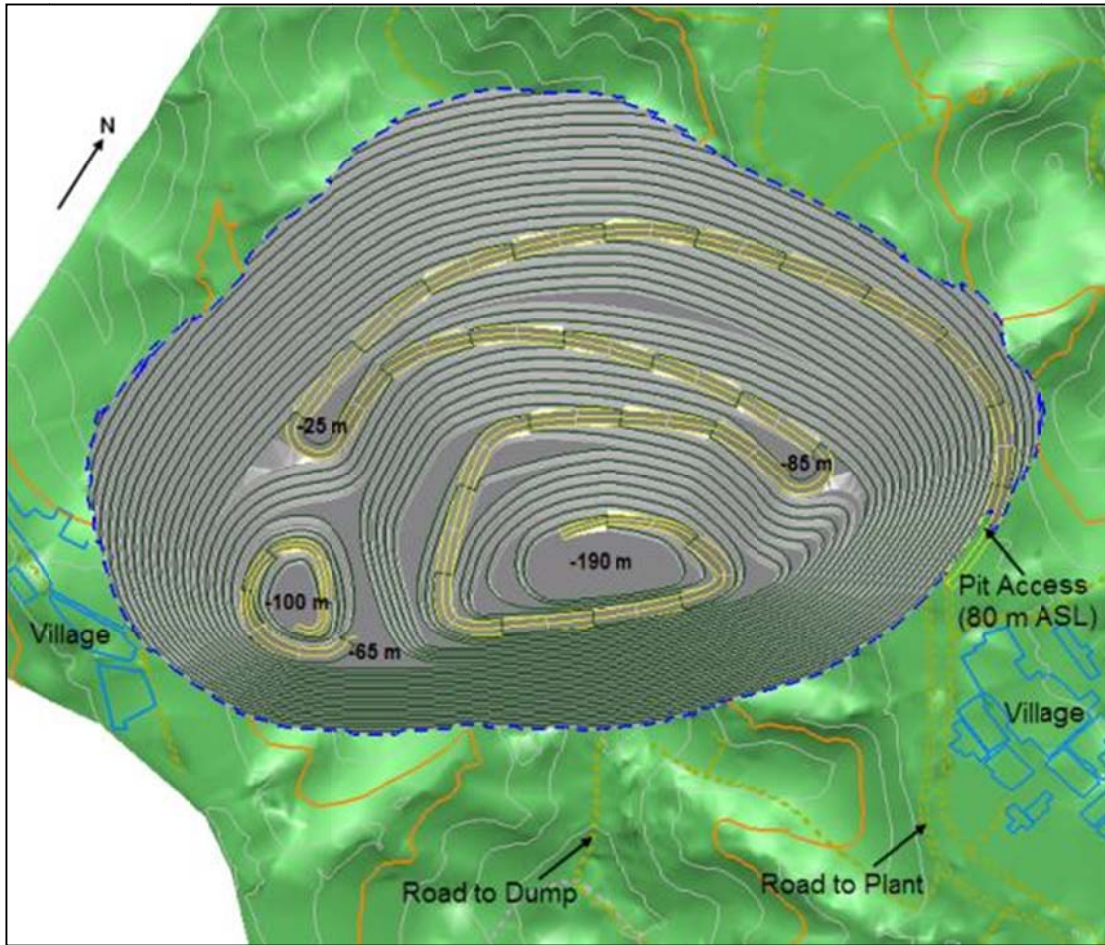 N
-25 m
-85 m
-190 m
-100 m
Pit Access
(80 m ASL)
Village
-65 m
Village
Road to Dump
Road to Plant